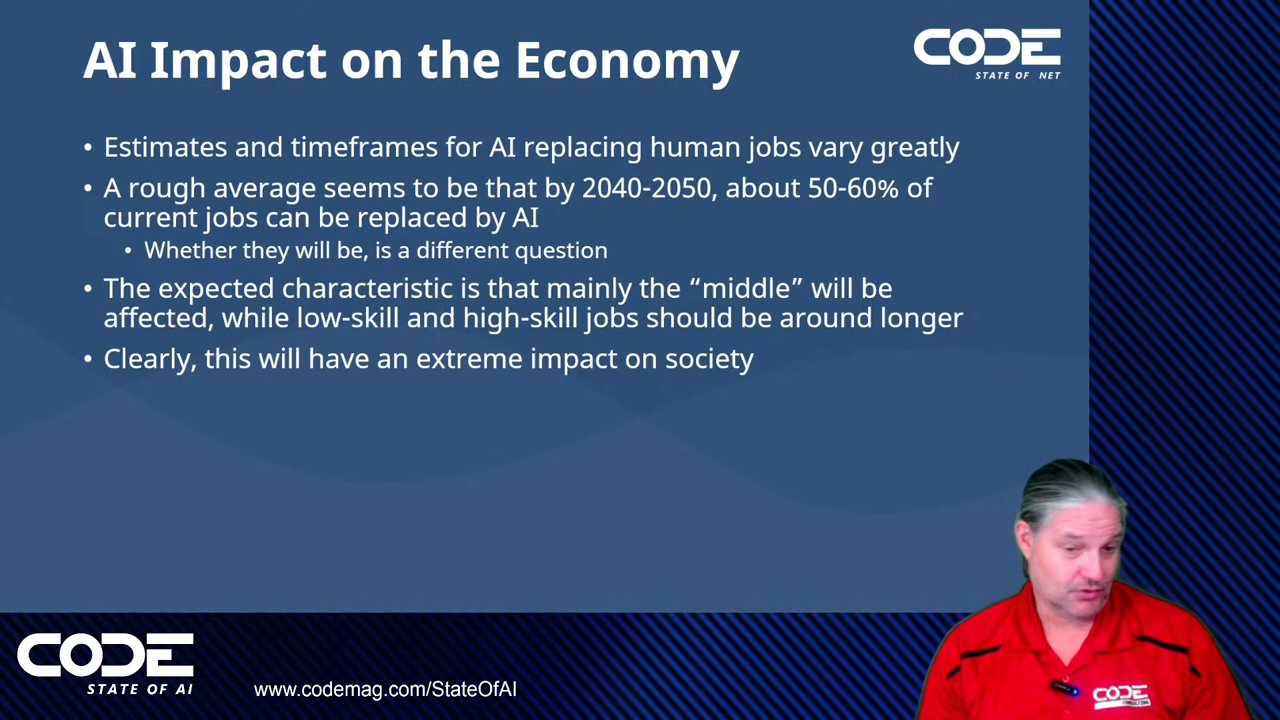 AI Impact on the Economy
CODE
STATE OF NET
• Estimates and timeframes for AI replacing human jobs vary greatly
• A rough average seems to be that by 2040-2050, about 50-60% of
current jobs can be replaced by AI
• Whether they will be, is a different question
• The expected characteristic is that mainly the “middle” will be
affected, while low-skill and high-skill jobs should be around longer
• Clearly, this will have an extreme impact on society
CODE
STATE OF AI
www.codemag.com/StateOfAI
CODE
CONSULTING